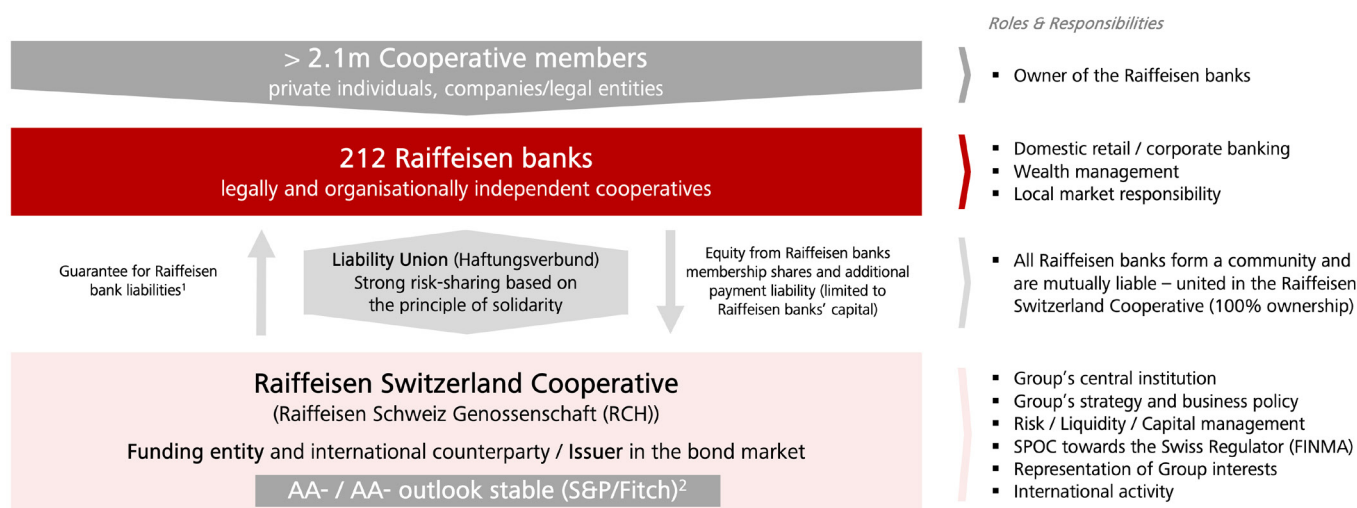 Roles & Responsibilities
> 2.1m Cooperative members
private individuals, companies/legal entities
▪ Owner of the Raiffeisen banks
212 Raiffeisen banks
legally and organisationally independent cooperatives
▪ Domestic retail / corporate banking
▪ Wealth management
▪ Local market responsibility
Guarantee for Raiffeisen
bank liabilities¹
Liability Union (Haftungsverbund)
Strong risk-sharing based on
the principle of solidarity
Equity from Raiffeisen banks
membership shares and additional
payment liability (limited to
Raiffeisen banks’ capital)
▪ All Raiffeisen banks form a community and
are mutually liable – united in the Raiffeisen
Switzerland Cooperative (100% ownership)
Raiffeisen Switzerland Cooperative
(Raiffeisen Schweiz Genossenschaft (RCH))
Funding entity and international counterparty / Issuer in the bond market
AA- / AA- outlook stable (S&P/Fitch)²
▪ Group’s central institution
▪ Group’s strategy and business policy
▪ Risk / Liquidity / Capital management
▪ SPOC towards the Swiss Regulator (FINMA)
▪ Representation of Group interests
▪ International activity